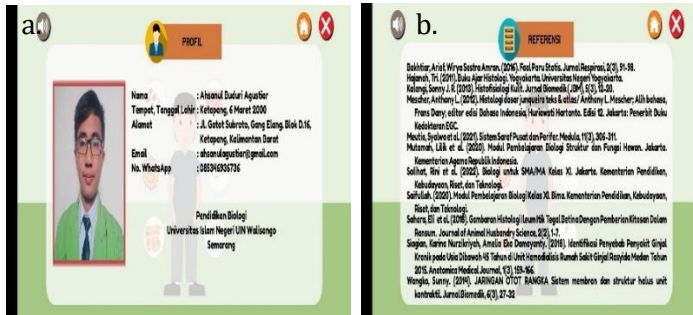 a.
PROFIL
Nama : Ahsanul Duduri Agustiar
Tempat, Tanggal Lahir : Ketapang, 6 Maret 2000
Alamat : JL. Gatot Subroto, Gang Elang, Blok D.16,
Ketapang, Kalimantan Barat
Email : ahsanulagustiar@gmail.com
No. WhatsApp : 085346936736
Pendidikan Biologi
Universitas Islam Negeri UIN Walisongo
Semarang
b.
REFERENSI
Bakhtiar, Arief, Wirya Sastra Amran. (2016). Faal Paru Statis. Jurnal Respirasi, 2(3), 91-98.
Hajanah, Tri. (2011). Buku Ajar Histologi. Yogyakarta. Universitas Negeri Yogyakarta.
Kalangi, Sonny J. R. (2013). Histofisiologi Kulit. Jurnal Biomedik (JBM), 5(3), 12-20.
Mescher, Anthony L. (2012). Histologi dasar junqueira teks & atlas/ Anthony L. Mescher; Alih bahasa,
Frans Dany; editor edisi Bahasa Indonesia, Huriawati Hartanto. Edisi 12. Jakarta: Penerbit Buku
Kedokteran EGC.
Meutia, Syalwa et al. (2021). Sistem Saraf Pusat dan Perifer. Medula, 11(3), 306-311.
Mutamah, Lilik et al. (2020). Modul Pembelajaran Biologi Struktur dan Fungsi Hewan. Jakarta.
Kementerian Agama Republik Indonesia.
Solihat, Rini et al. (2022). Biologi untuk SMA/MA Kelas XI. Jakarta. Kementerian Pendidikan,
Kebudayaan, Riset, dan Teknologi.
Saifullah. (2020). Modul Pembelajaran Biologi Kelas XI. Bima. Kementerian Pendidikan, Kebudayaan,
Riset, dan Teknologi.
Sahara, Eli et al. (2018). Gambaran Histologi Ileum Itik Tegal Betina Dengan Pemberian Kitosan Dalam
Ransum. Journal of Animal Husbandry Science, 2(2), 1-7.
Siagian, Karina Nurzikriyah, Amelia Eka Damayanty. (2018). Identifikasi Penyebab Penyakit Ginjal
Kronik pada Usia Dibawah 45 Tahun di Unit Hemodialisis Rumah Sakit Ginjal Rasyida Medan Tahun
2015. Anatomica Medical Journal, 1(3), 159-166.
Wangko, Sunny. (2014). JARINGAN OTOT RANGKA Sistem membran dan struktur halus unit
kontraktil. Jurnal Biomedik, 6(3), 27-32